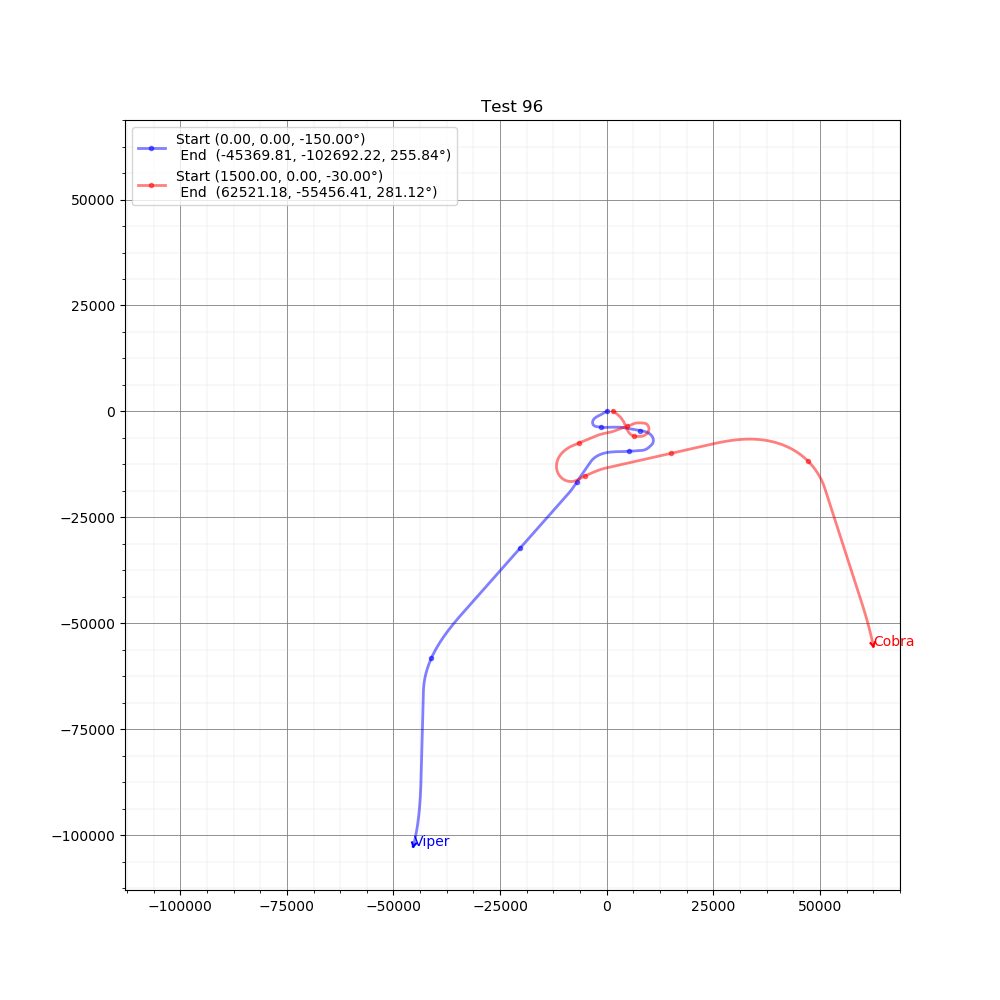 Test 96
Start (0.00, 0.00, -150.00°)
End (-45369.81, -102692.22, 255.84°)
Start (1500.00, 0.00, -30.00°)
End (62521.18, -55456.41, 281.12°)
50000
25000
0
−25000
−50000
−75000
−100000
Cobra
Viper
−100000 −75000 −50000 −25000 0 25000 50000